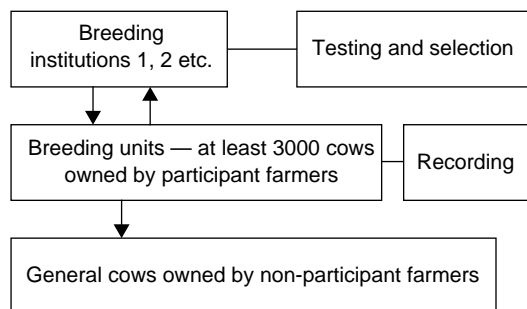 Breeding
institutions 1, 2 etc.
Testing and selection
Breeding units — at least 3000 cows
owned by participant farmers
Recording
General cows owned by non-participant farmers